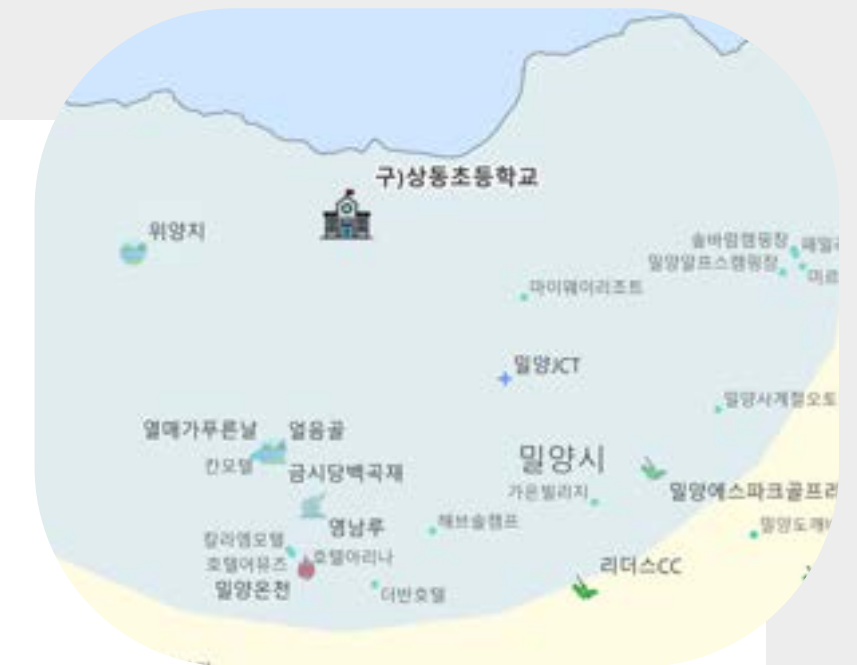 구)상동초등학교
위양지
솔바람캠핑장
밀양알프스캠핑장
마이웨이리조트
밀양JCT
밀양사계절오토
열매가푸른날
얼음골
칸모텔
금시당백곡재
밀양시
가온빌리지
밀양에스파크골프
영남루
해브솔캠프
칼라엠모텔
호텔어뮤즈
호텔아리나
밀양온천
더반호텔
리더스CC